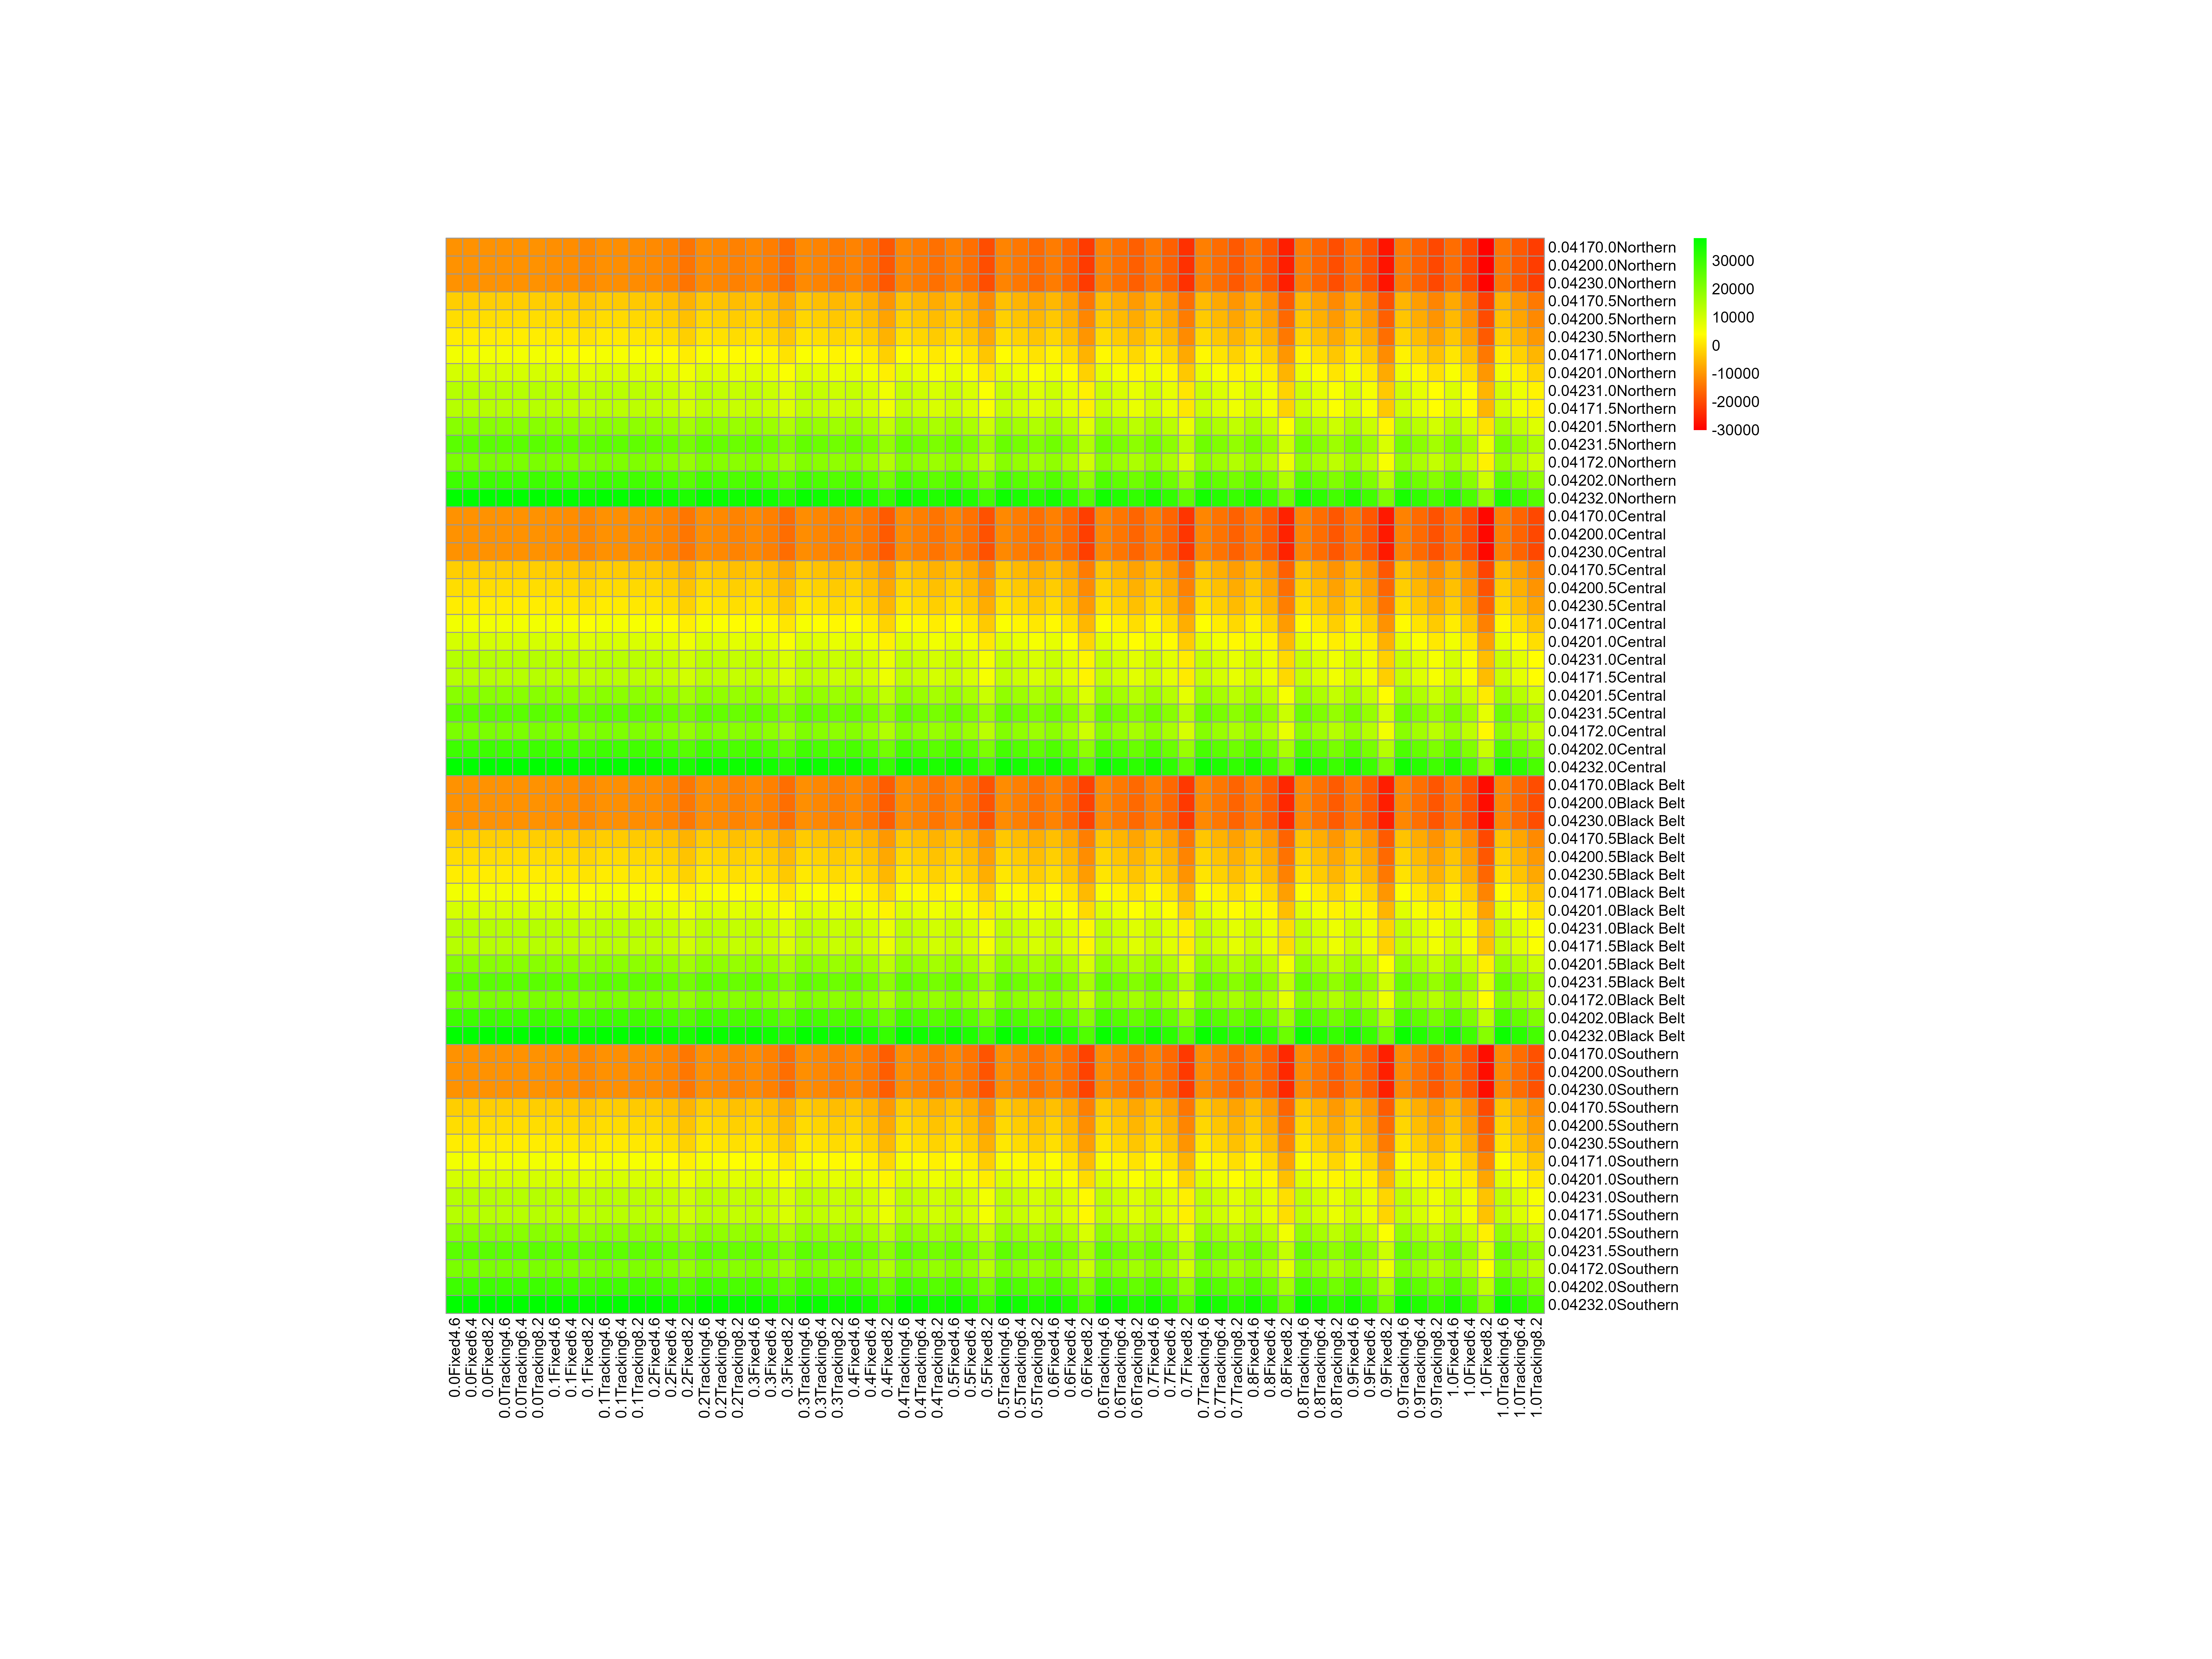 0.04170.0Northern
0.04200.0Northern
0.04230.0Northern
0.04170.5Northern
0.04200.5Northern
0.04230.5Northern
0.04171.0Northern
0.04201.0Northern
0.04231.0Northern
0.04171.5Northern
0.04201.5Northern
0.04231.5Northern
0.04172.0Northern
0.04202.0Northern
0.04232.0Northern
0.04170.0Central
0.04200.0Central
0.04230.0Central
0.04170.5Central
0.04200.5Central
0.04230.5Central
0.04171.0Central
0.04201.0Central
0.04231.0Central
0.04171.5Central
0.04201.5Central
0.04231.5Central
0.04172.0Central
0.04202.0Central
0.04232.0Central
0.04170.0Black Belt
0.04200.0Black Belt
0.04230.0Black Belt
0.04170.5Black Belt
0.04200.5Black Belt
0.04230.5Black Belt
0.04171.0Black Belt
0.04201.0Black Belt
0.04231.0Black Belt
0.04171.5Black Belt
0.04201.5Black Belt
0.04231.5Black Belt
0.04172.0Black Belt
0.04202.0Black Belt
0.04232.0Black Belt
0.04170.0Southern
0.04200.0Southern
0.04230.0Southern
0.04170.5Southern
0.04200.5Southern
0.04230.5Southern
0.04171.0Southern
0.04201.0Southern
0.04231.0Southern
0.04171.5Southern
0.04201.5Southern
0.04231.5Southern
0.04172.0Southern
0.04202.0Southern
0.04232.0Southern
30000
20000
10000
0
-10000
-20000
-30000
0.0Fixed4.6
0.0Fixed6.4
0.0Fixed8.2
0.0Tracking4.6
0.0Tracking6.4
0.0Tracking8.2
0.1Fixed4.6
0.1Fixed6.4
0.1Fixed8.2
0.1Tracking4.6
0.1Tracking6.4
0.1Tracking8.2
0.2Fixed4.6
0.2Fixed6.4
0.2Fixed8.2
0.2Tracking4.6
0.2Tracking6.4
0.2Tracking8.2
0.3Fixed4.6
0.3Fixed6.4
0.3Fixed8.2
0.3Tracking4.6
0.3Tracking6.4
0.3Tracking8.2
0.4Fixed4.6
0.4Fixed6.4
0.4Fixed8.2
0.4Tracking4.6
0.4Tracking6.4
0.4Tracking8.2
0.5Fixed4.6
0.5Fixed6.4
0.5Fixed8.2
0.5Tracking4.6
0.5Tracking6.4
0.5Tracking8.2
0.6Fixed4.6
0.6Fixed6.4
0.6Fixed8.2
0.6Tracking4.6
0.6Tracking6.4
0.6Tracking8.2
0.7Fixed4.6
0.7Fixed6.4
0.7Fixed8.2
0.7Tracking4.6
0.7Tracking6.4
0.7Tracking8.2
0.8Fixed4.6
0.8Fixed6.4
0.8Fixed8.2
0.8Tracking4.6
0.8Tracking6.4
0.8Tracking8.2
0.9Fixed4.6
0.9Fixed6.4
0.9Fixed8.2
0.9Tracking4.6
0.9Tracking6.4
0.9Tracking8.2
1.0Fixed4.6
1.0Fixed6.4
1.0Fixed8.2
1.0Tracking4.6
1.0Tracking6.4
1.0Tracking8.2